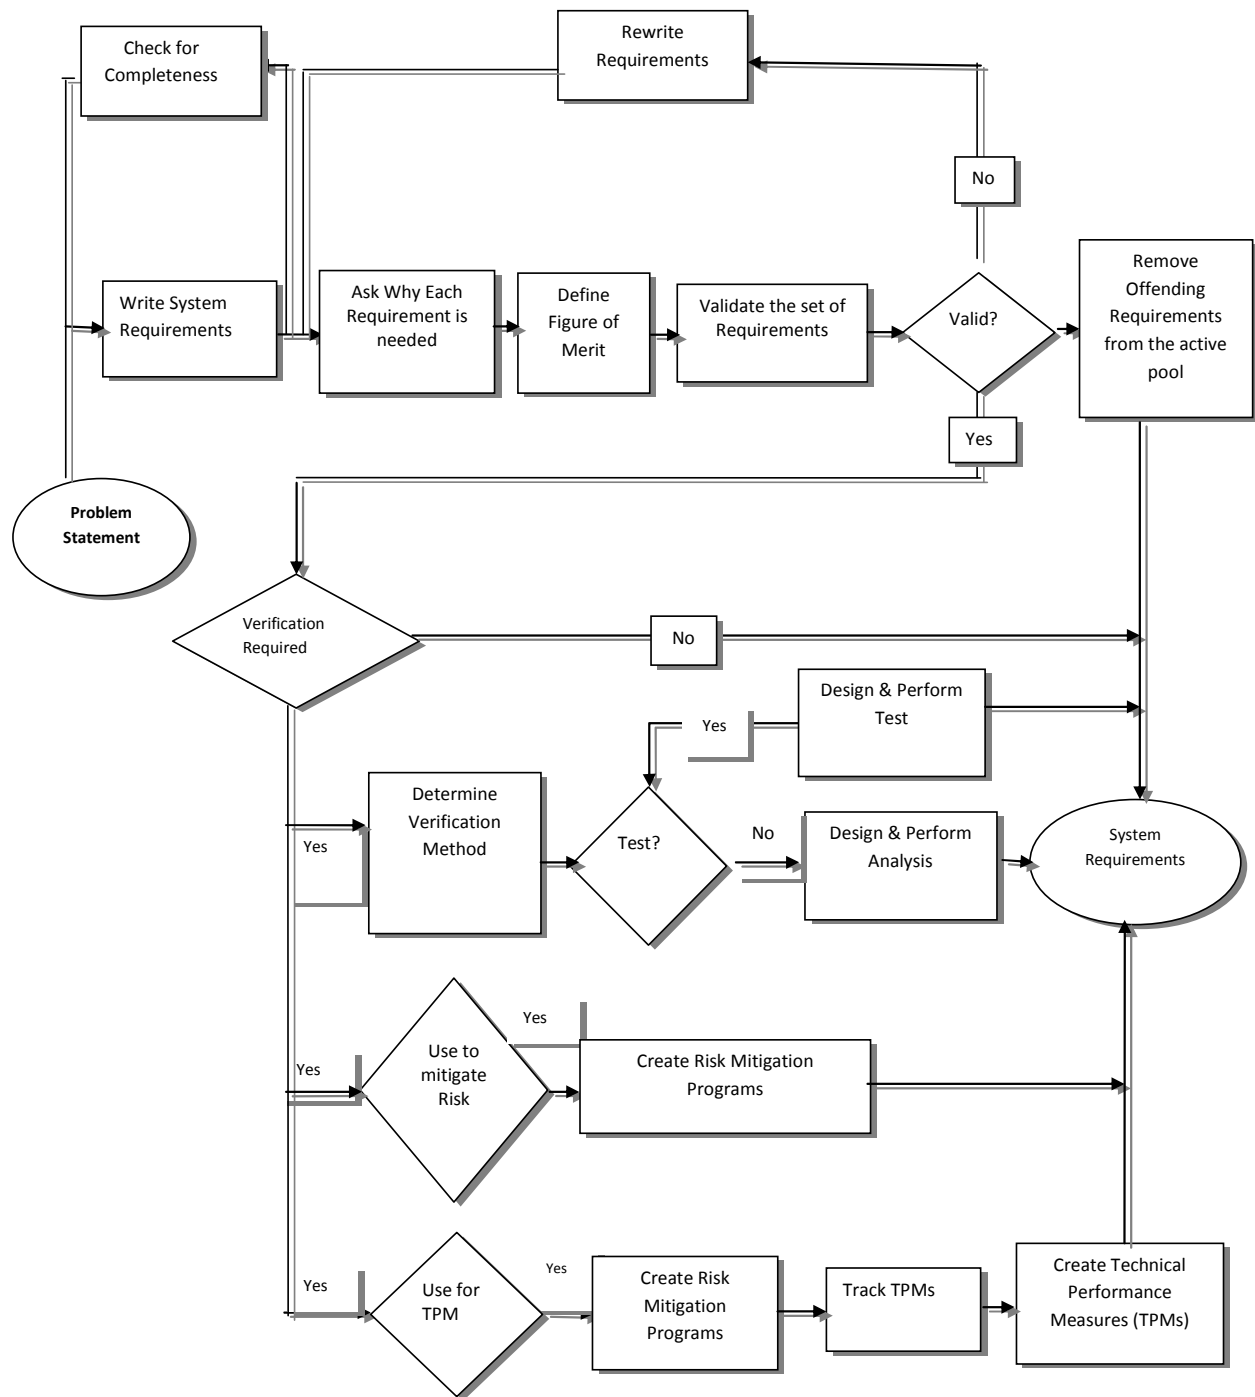 Check for
Completeness
Rewrite
Requirements
No
Write System
Requirements
Ask Why Each
Requirement is
needed
Define
Figure of
Merit
Validate the set of
Requirements
Valid?
Remove
Offending
Requirements
from the active
pool
Yes
Problem
Statement
Verification
Required
No
Design & Perform
Test
Yes
Determine
Verification
Method
Yes
Test?
No
Design & Perform
Analysis
System
Requirements
Yes
Use to
mitigate
Risk
Yes
Create Risk Mitigation
Programs
Yes
Use for
TPM
Yes
Create Risk
Mitigation
Programs
Track TPMs
Create Technical
Performance
Measures (TPMs)